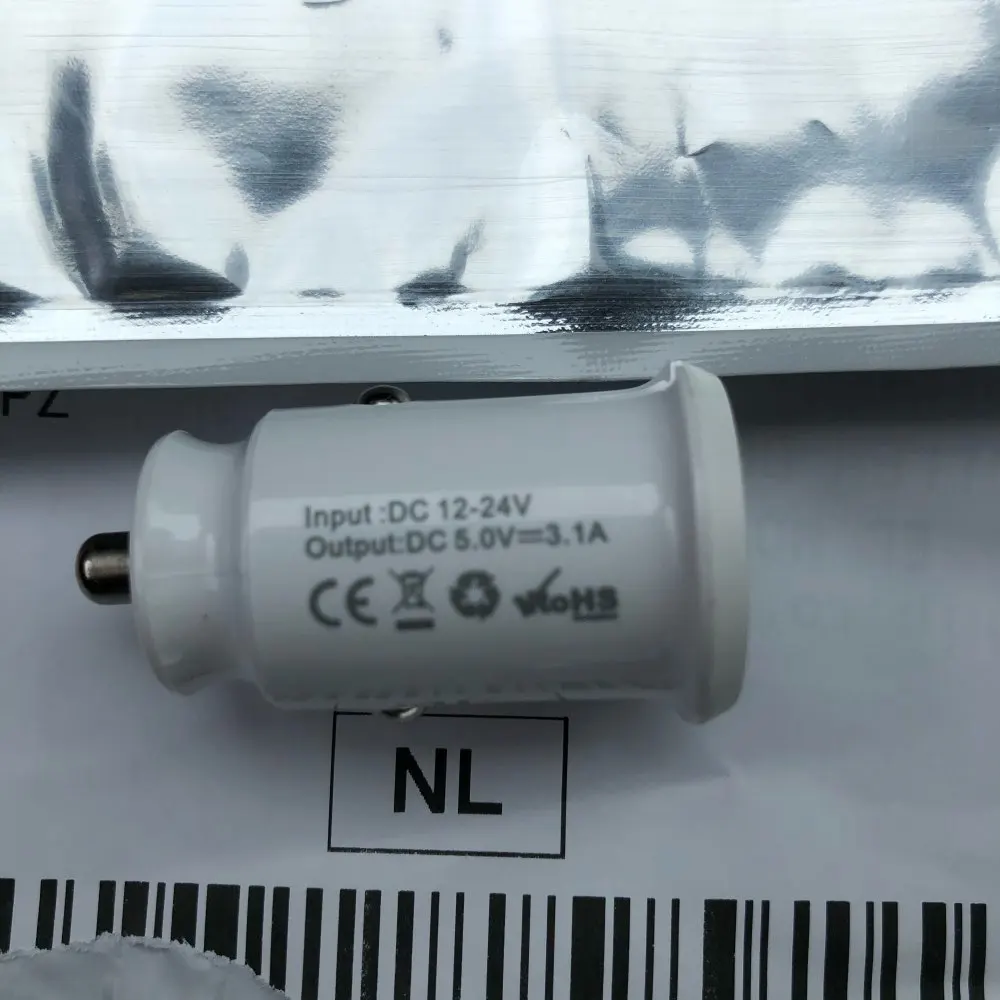 Input :DC 12-24V
Output:DC 5.0V⎓3.1A
CE RoHS
NL